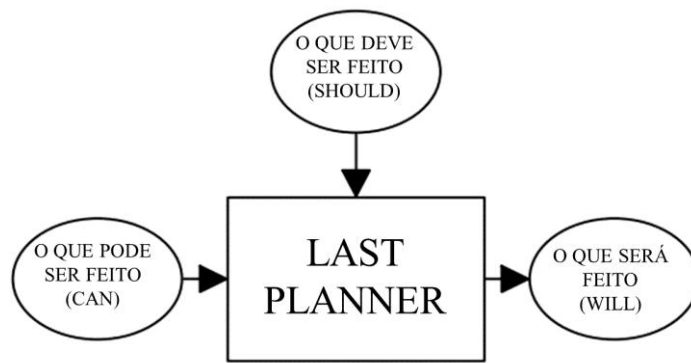 O QUE DEVE
SER FEITO
(SHOULD)
O QUE PODE
SER FEITO
(CAN)
LAST
PLANNER
O QUE SERÁ
FEITO
(WILL)